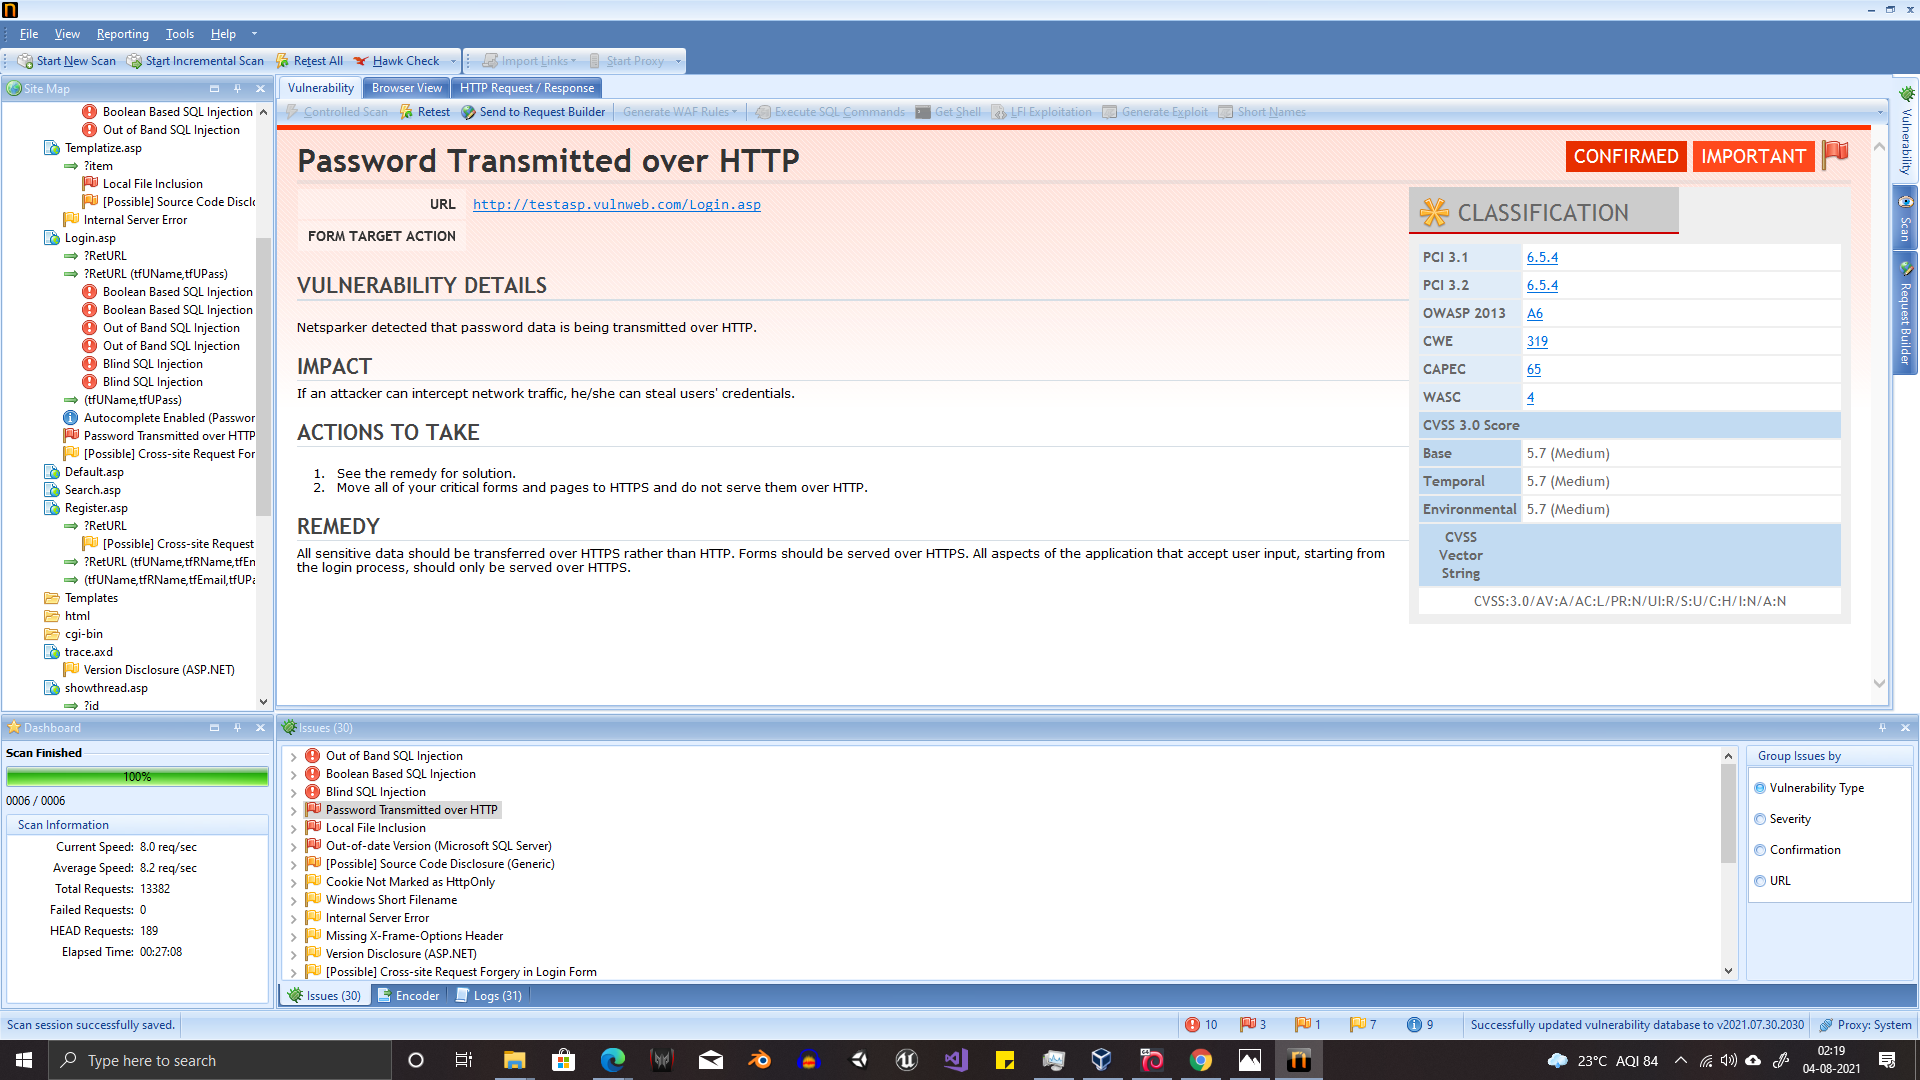 File View Reporting Tools Help
Start New Scan Start Incremental Scan Retest All Hawk Check Import Links Start Proxy
Site Map
Boolean Based SQL Injection
Out of Band SQL Injection
Templatize.asp
?item
Local File Inclusion
[Possible] Source Code Disclo
Internal Server Error
Login.asp
?RetURL
?RetURL (tfUName,tfUPass)
Boolean Based SQL Injection
Boolean Based SQL Injection
Out of Band SQL Injection
Out of Band SQL Injection
Blind SQL Injection
Blind SQL Injection
(tfUName,tfUPass)
Autocomplete Enabled (Passwor
Password Transmitted over HTTP
[Possible] Cross-site Request For
Default.asp
Search.asp
Register.asp
?RetURL
[Possible] Cross-site Request
?RetURL (tfUName,tfRName,tfEn
(tfUName,tfRName,tfEmail,tfUPa
Templates
html
cgi-bin
trace.axd
Version Disclosure (ASP.NET)
showthread.asp
?id
Vulnerability Browser View HTTP Request / Response
Controlled Scan Retest Send to Request Builder Generate WAF Rules Execute SQL Commands Get Shell LFI Exploitation Generate Exploit Short Names
Password Transmitted over HTTP
CONFIRMED IMPORTANT
URL http://testasp.vulnweb.com/Login.asp
FORM TARGET ACTION
VULNERABILITY DETAILS
Netsparker detected that password data is being transmitted over HTTP.
IMPACT
If an attacker can intercept network traffic, he/she can steal users' credentials.
ACTIONS TO TAKE
1. See the remedy for solution.
2. Move all of your critical forms and pages to HTTPS and do not serve them over HTTP.
REMEDY
All sensitive data should be transferred over HTTPS rather than HTTP. Forms should be served over HTTPS. All aspects of the application that accept user input, starting from
the login process, should only be served over HTTPS.
CLASSIFICATION
PCI 3.1 6.5.4
PCI 3.2 6.5.4
OWASP 2013 A6
CWE 319
CAPEC 65
WASC 4
CVSS 3.0 Score
Base 5.7 (Medium)
Temporal 5.7 (Medium)
Environmental 5.7 (Medium)
CVSS
Vector
String
CVSS:3.0/AV:A/AC:L/PR:N/UI:R/S:U/C:H/I:N/A:N
Vulnerability
Scan
Request Builder
Dashboard
Scan Finished
100%
0006 / 0006
Scan Information
Current Speed: 8.0 req/sec
Average Speed: 8.2 req/sec
Total Requests: 13382
Failed Requests: 0
HEAD Requests: 189
Elapsed Time: 00:27:08
Issues (30)
Out of Band SQL Injection
Boolean Based SQL Injection
Blind SQL Injection
Password Transmitted over HTTP
Local File Inclusion
Out-of-date Version (Microsoft SQL Server)
[Possible] Source Code Disclosure (Generic)
Cookie Not Marked as HttpOnly
Windows Short Filename
Internal Server Error
Missing X-Frame-Options Header
Version Disclosure (ASP.NET)
[Possible] Cross-site Request Forgery in Login Form
Group Issues by
Vulnerability Type
Severity
Confirmation
URL
Issues (30) Encoder Logs (31)
Scan session successfully saved. 10 3 1 7 9 Successfully updated vulnerability database to v2021.07.30.2030 Proxy: System
Type here to search
23°C AQI 84
02:19
04-08-2021